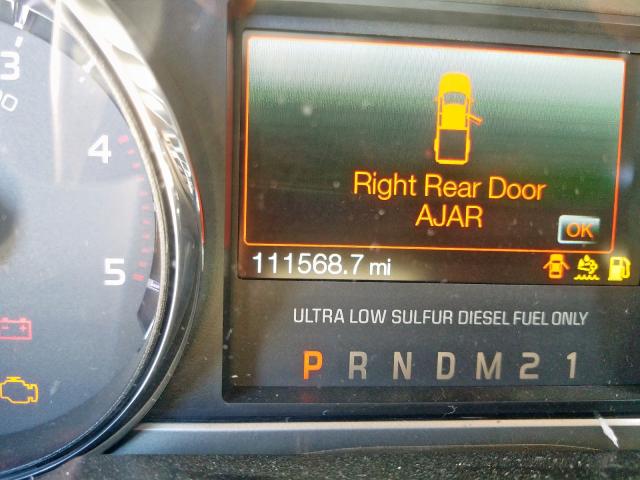 3
00
4
5
Right Rear Door
AJAR
OK
111568.7 mi
ULTRA LOW SULFUR DIESEL FUEL ONLY
P R N D M 2 1